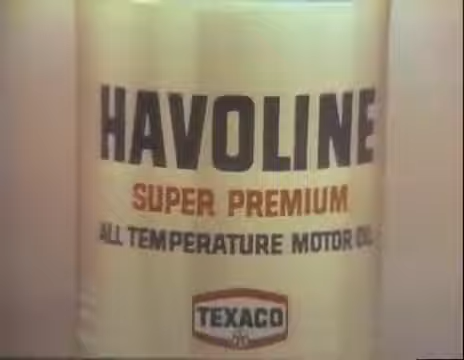 HAVOLINE
SUPER PREMIUM
ALL TEMPERATURE MOTOR OIL
TEXACO